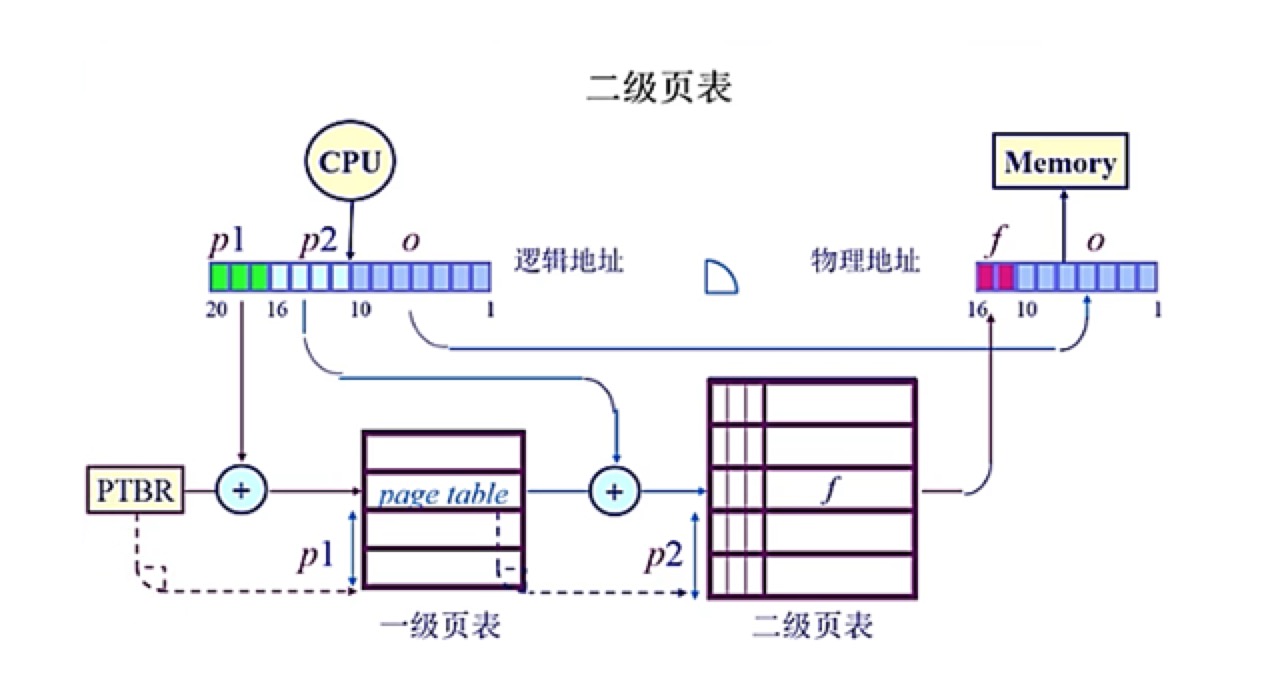 二级页表
CPU
Memory
p1 p2 o 逻辑地址 物理地址 f o
20 16 10 1 16 10 1
PTBR + page table + f
p1 p2
一级页表 二级页表